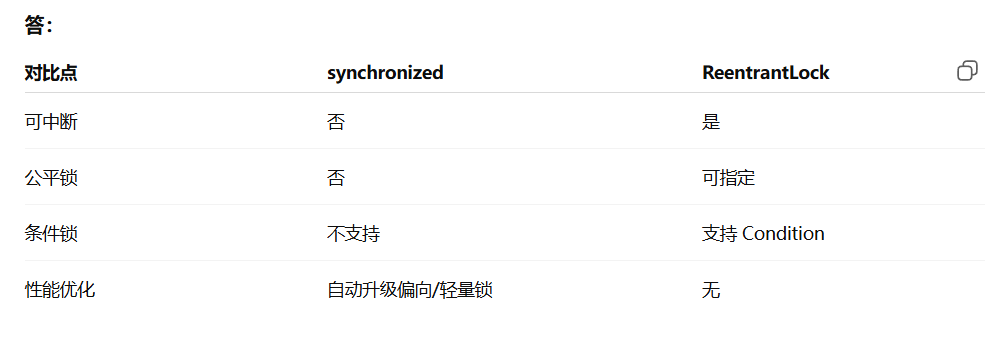 答：
对比点 synchronized ReentrantLock
可中断 否 是
公平锁 否 可指定
条件锁 不支持 支持 Condition
性能优化 自动升级偏向/轻量锁 无